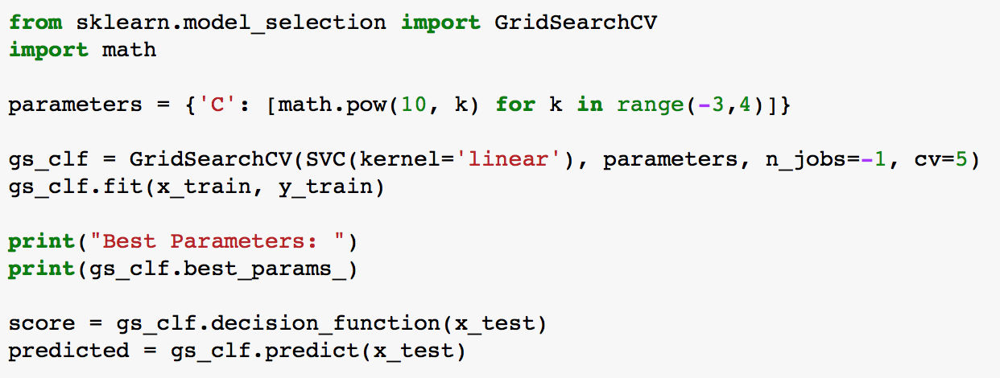 from sklearn.model_selection import GridSearchCV
import math
parameters = {'C': [math.pow(10, k) for k in range(-3,4)]}
gs_clf = GridSearchCV(SVC(kernel='linear'), parameters, n_jobs=-1, cv=5)
gs_clf.fit(x_train, y_train)
print("Best Parameters: ")
print(gs_clf.best_params_)
score = gs_clf.decision_function(x_test)
predicted = gs_clf.predict(x_test)